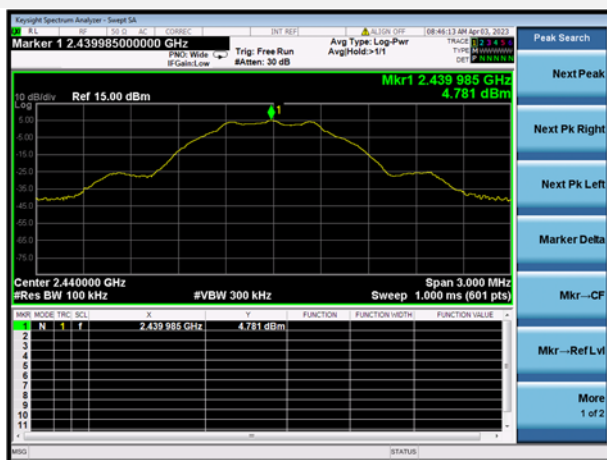 Keysight Spectrum Analyzer - Swept SA
RL RF 50 Ω AC CORREC INT REF ALIGN OFF 08:46:13 AM Apr 03, 2023
Marker 1 2.439985000000 GHz
PNO: Wide
IFGain:Low
Trig: Free Run
#Atten: 30 dB
Avg Type: Log-Pwr
Avg|Hold:>1/1
TRACE 1 2 3 4 5 6
TYPE M WWWWW
DET P N N N N N
Mkr1 2.439 985 GHz
4.781 dBm
10 dB/div Ref 15.00 dBm
Log
1
5.00
-5.00
-15.0
-25.0
-35.0
-45.0
-55.0
-65.0
-75.0
Center 2.440000 GHz
Span 3.000 MHz
#Res BW 100 kHz
#VBW 300 kHz
Sweep 1.000 ms (601 pts)
MKR MODE TRC SCL X Y FUNCTION FUNCTION WIDTH FUNCTION VALUE
1 N 1 f 2.439 985 GHz 4.781 dBm
2
3
4
5
6
7
8
9
10
11
MSG STATUS
Peak Search
Next Peak
Next Pk Right
Next Pk Left
Marker Delta
Mkr→CF
Mkr→Ref Lvl
More
1 of 2